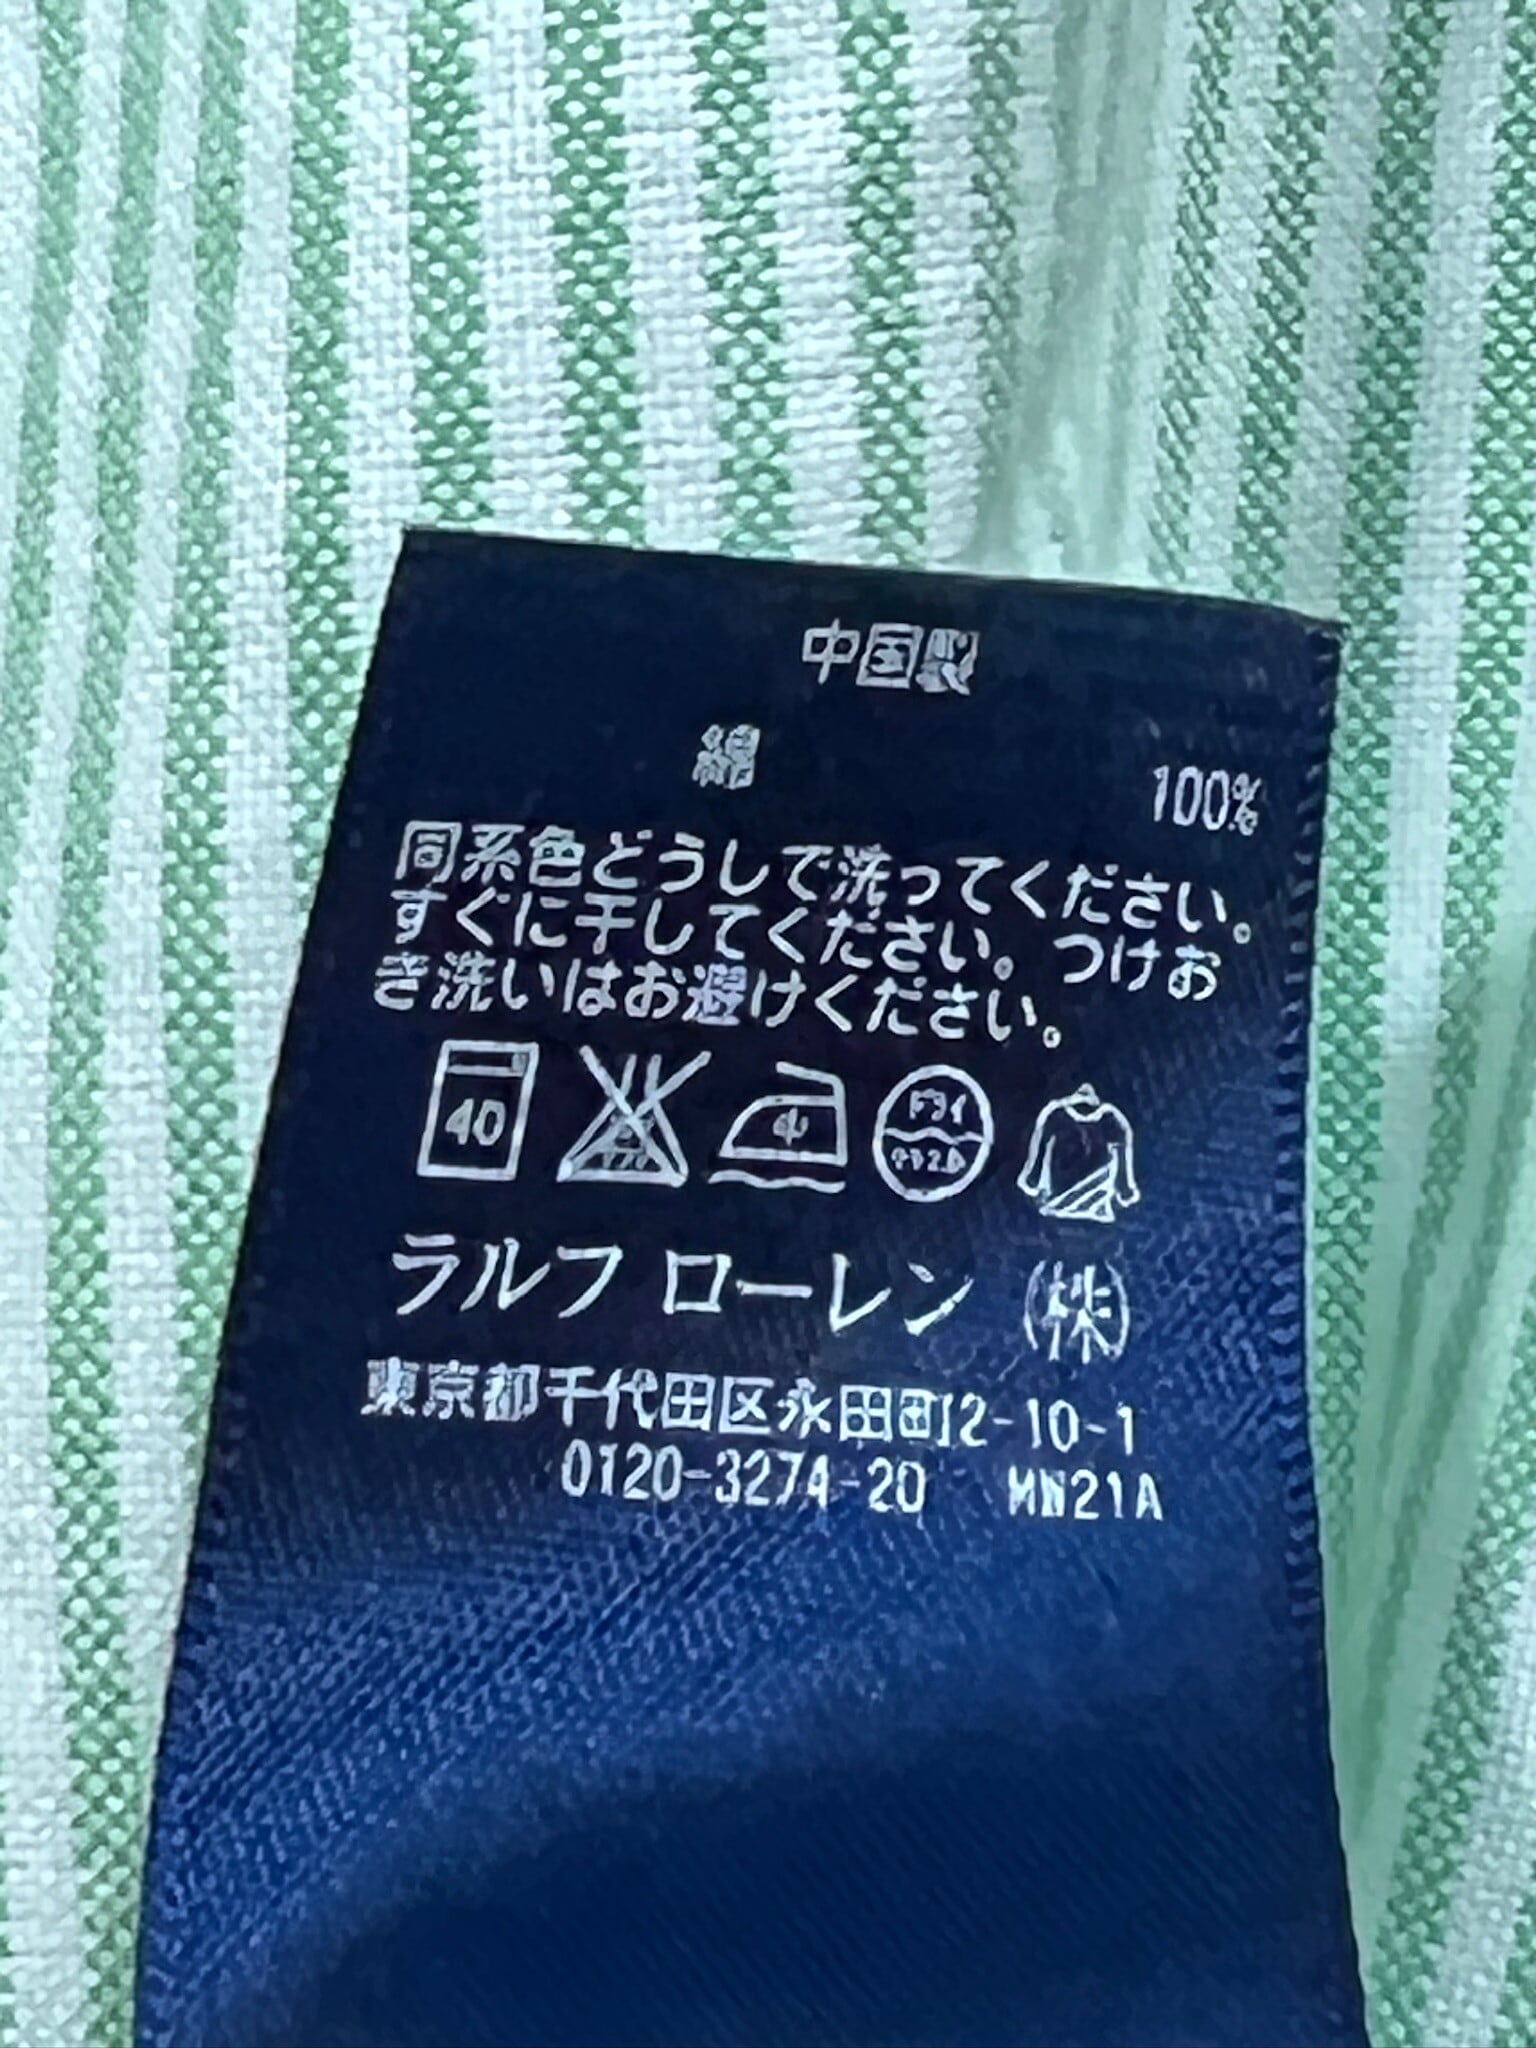 中国製
綿 100%
同系色どうしで洗ってください。
すぐに干してください。つけお
き洗いはお避けください。
40 中 ドライ
ラルフ ローレン (株)
東京都千代田区永田町2-10-1
0120-3274-20 MW21A